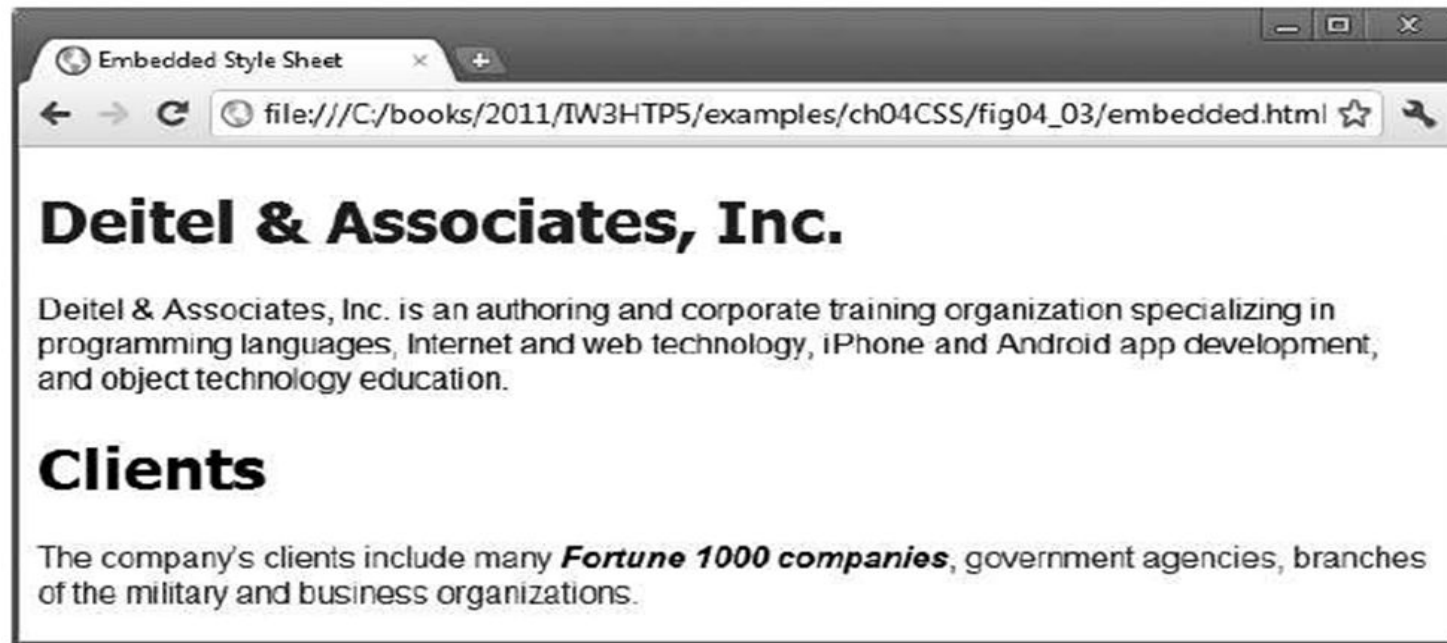 Embedded Style Sheet
file:///C:/books/2011/IW3HTP5/examples/ch04CSS/fig04_03/embedded.html
Deitel & Associates, Inc.
Deitel & Associates, Inc. is an authoring and corporate training organization specializing in
programming languages, Internet and web technology, iPhone and Android app development,
and object technology education.
Clients
The company's clients include many Fortune 1000 companies, government agencies, branches
of the military and business organizations.